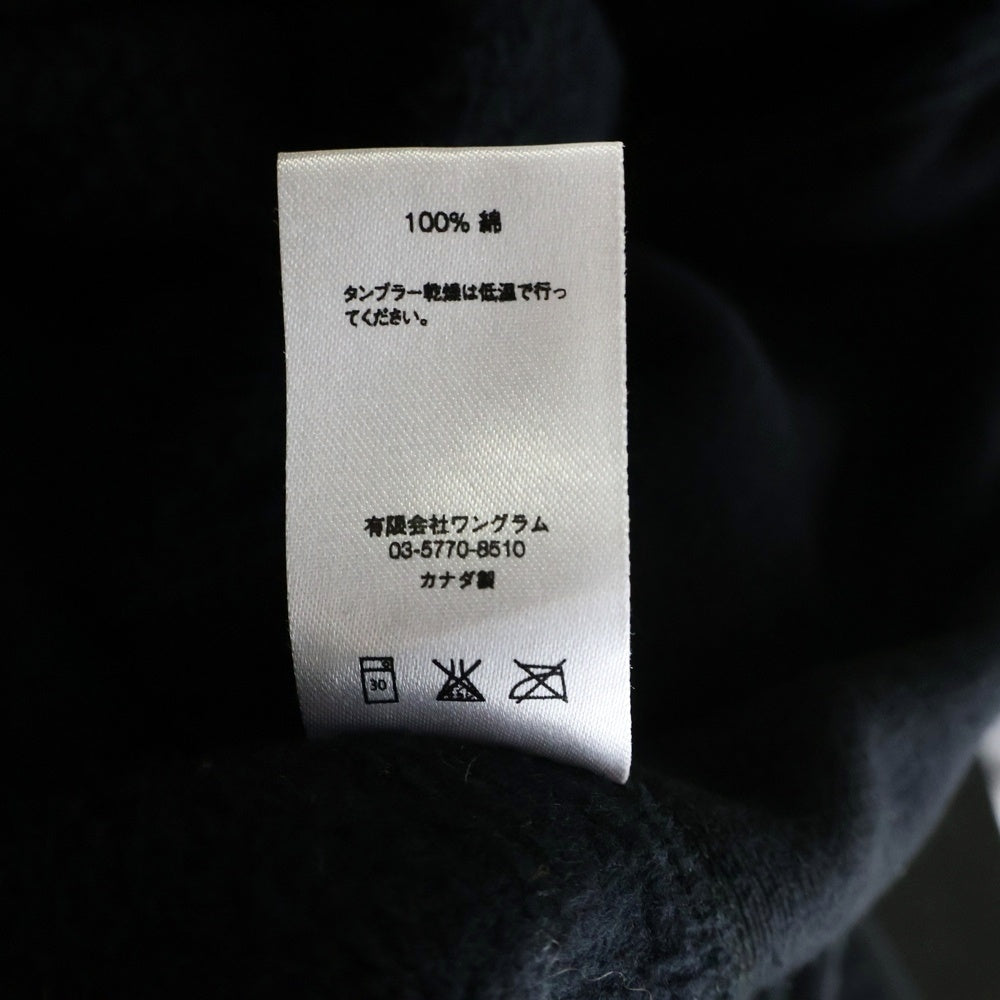 100% 綿
タンブラー乾燥は低温で行っ
てください。
有限会社ワングラム
03-5770-8510
カナダ製
30